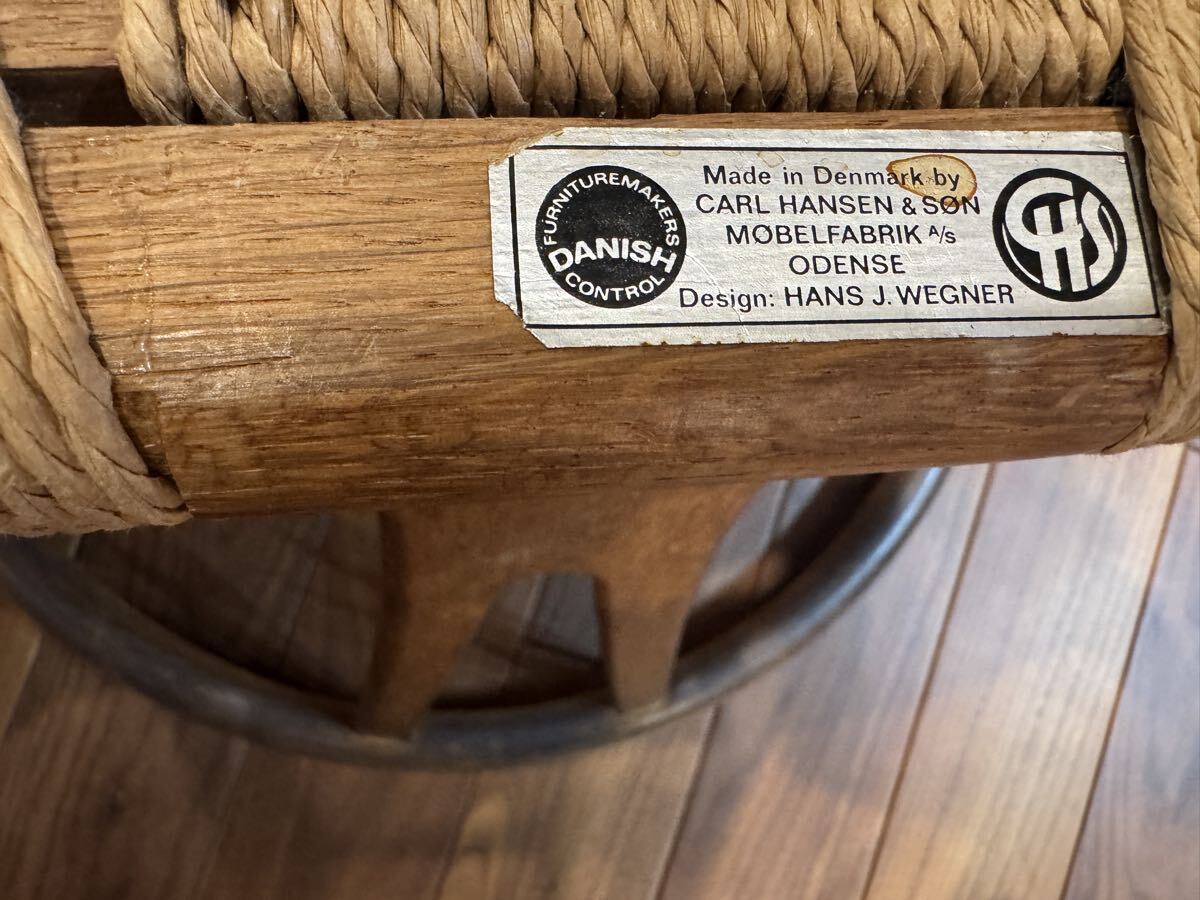 FURNITUREMAKERS
DANISH
CONTROL
Made in Denmark by
CARL HANSEN & SØN
MØBELFABRIK A/s
ODENSE
Design: HANS J. WEGNER
CHS